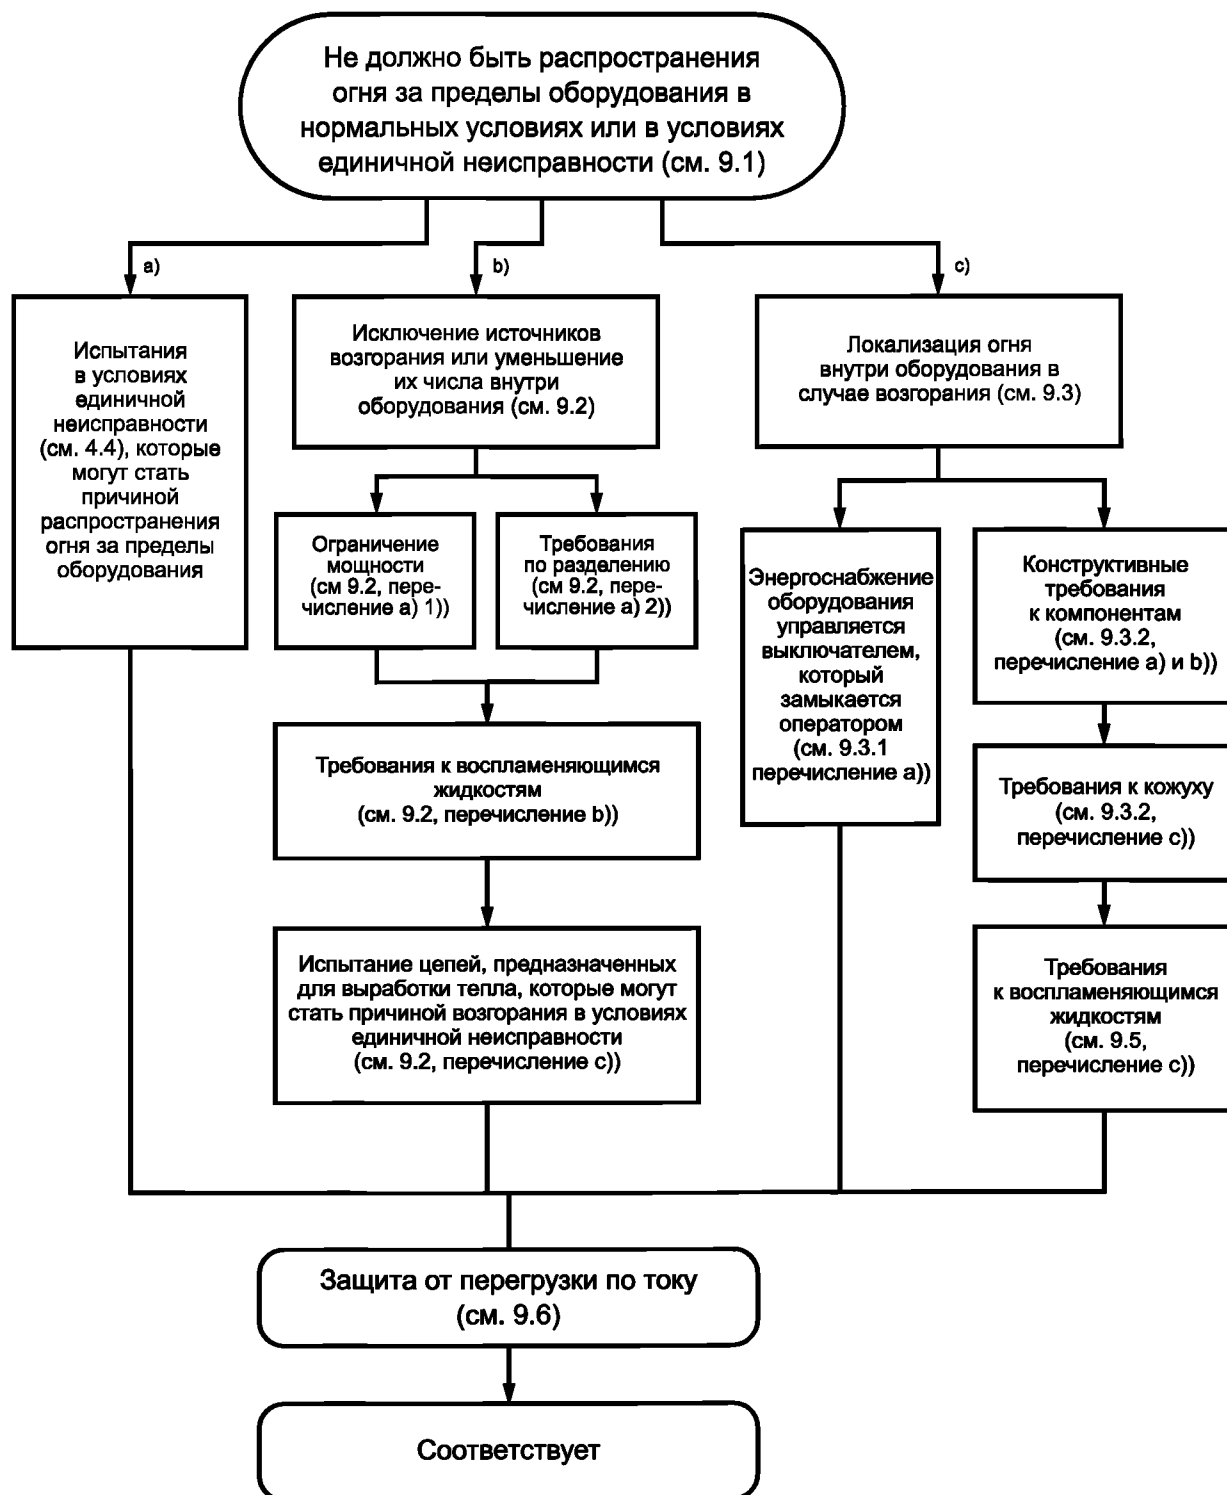 Не должно быть распространения
огня за пределы оборудования в
нормальных условиях или в условиях
единичной неисправности (см. 9.1)
a)
b)
c)
Испытания
в условиях
единичной
неисправности
(см. 4.4), которые
могут стать
причиной
распространения
огня за пределы
оборудования
Исключение источников
возгорания или уменьшение
их числа внутри
оборудования (см. 9.2)
Локализация огня
внутри оборудования в
случае возгорания (см. 9.3)
Ограничение
мощности
(см 9.2, пере-
числение а) 1))
Требования
по разделению
(см 9.2, пере-
числение а) 2))
Энергоснабжение
оборудования
управляется
выключателем,
который
замыкается
оператором
(см. 9.3.1
перечисление а))
Конструктивные
требования
к компонентам
(см. 9.3.2,
перечисление а) и b))
Требования к воспламеняющимся
жидкостям
(см. 9.2, перечисление b))
Требования к кожуху
(см. 9.3.2,
перечисление с))
Испытание цепей, предназначенных
для выработки тепла, которые могут
стать причиной возгорания в условиях
единичной неисправности
(см. 9.2, перечисление с))
Требования
к воспламеняющимся
жидкостям
(см. 9.5,
перечисление с))
Защита от перегрузки по току
(см. 9.6)
Соответствует